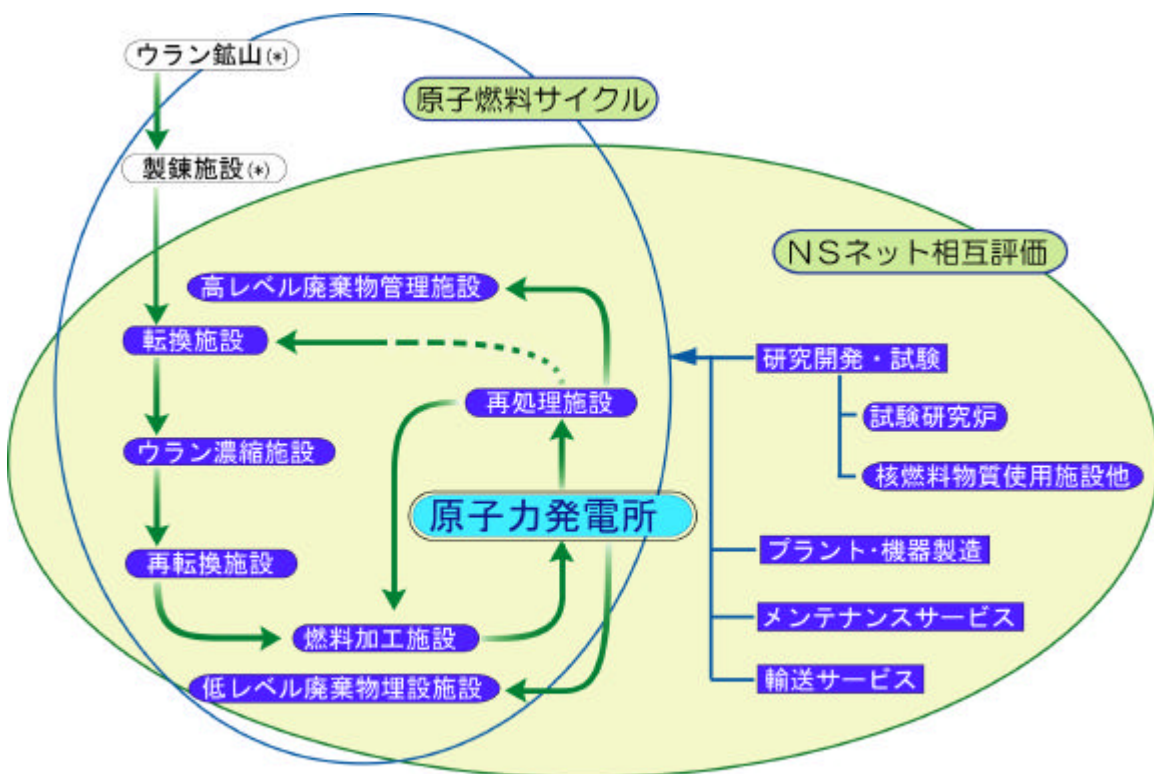 ウラン鉱山(*)
原子燃料サイクル
製錬施設(*)
NSネット相互評価
高レベル廃棄物管理施設
転換施設
研究開発・試験
再処理施設
試験研究炉
ウラン濃縮施設
核燃料物質使用施設他
原子力発電所
プラント・機器製造
再転換施設
メンテナンスサービス
燃料加工施設
輸送サービス
低レベル廃棄物埋設施設